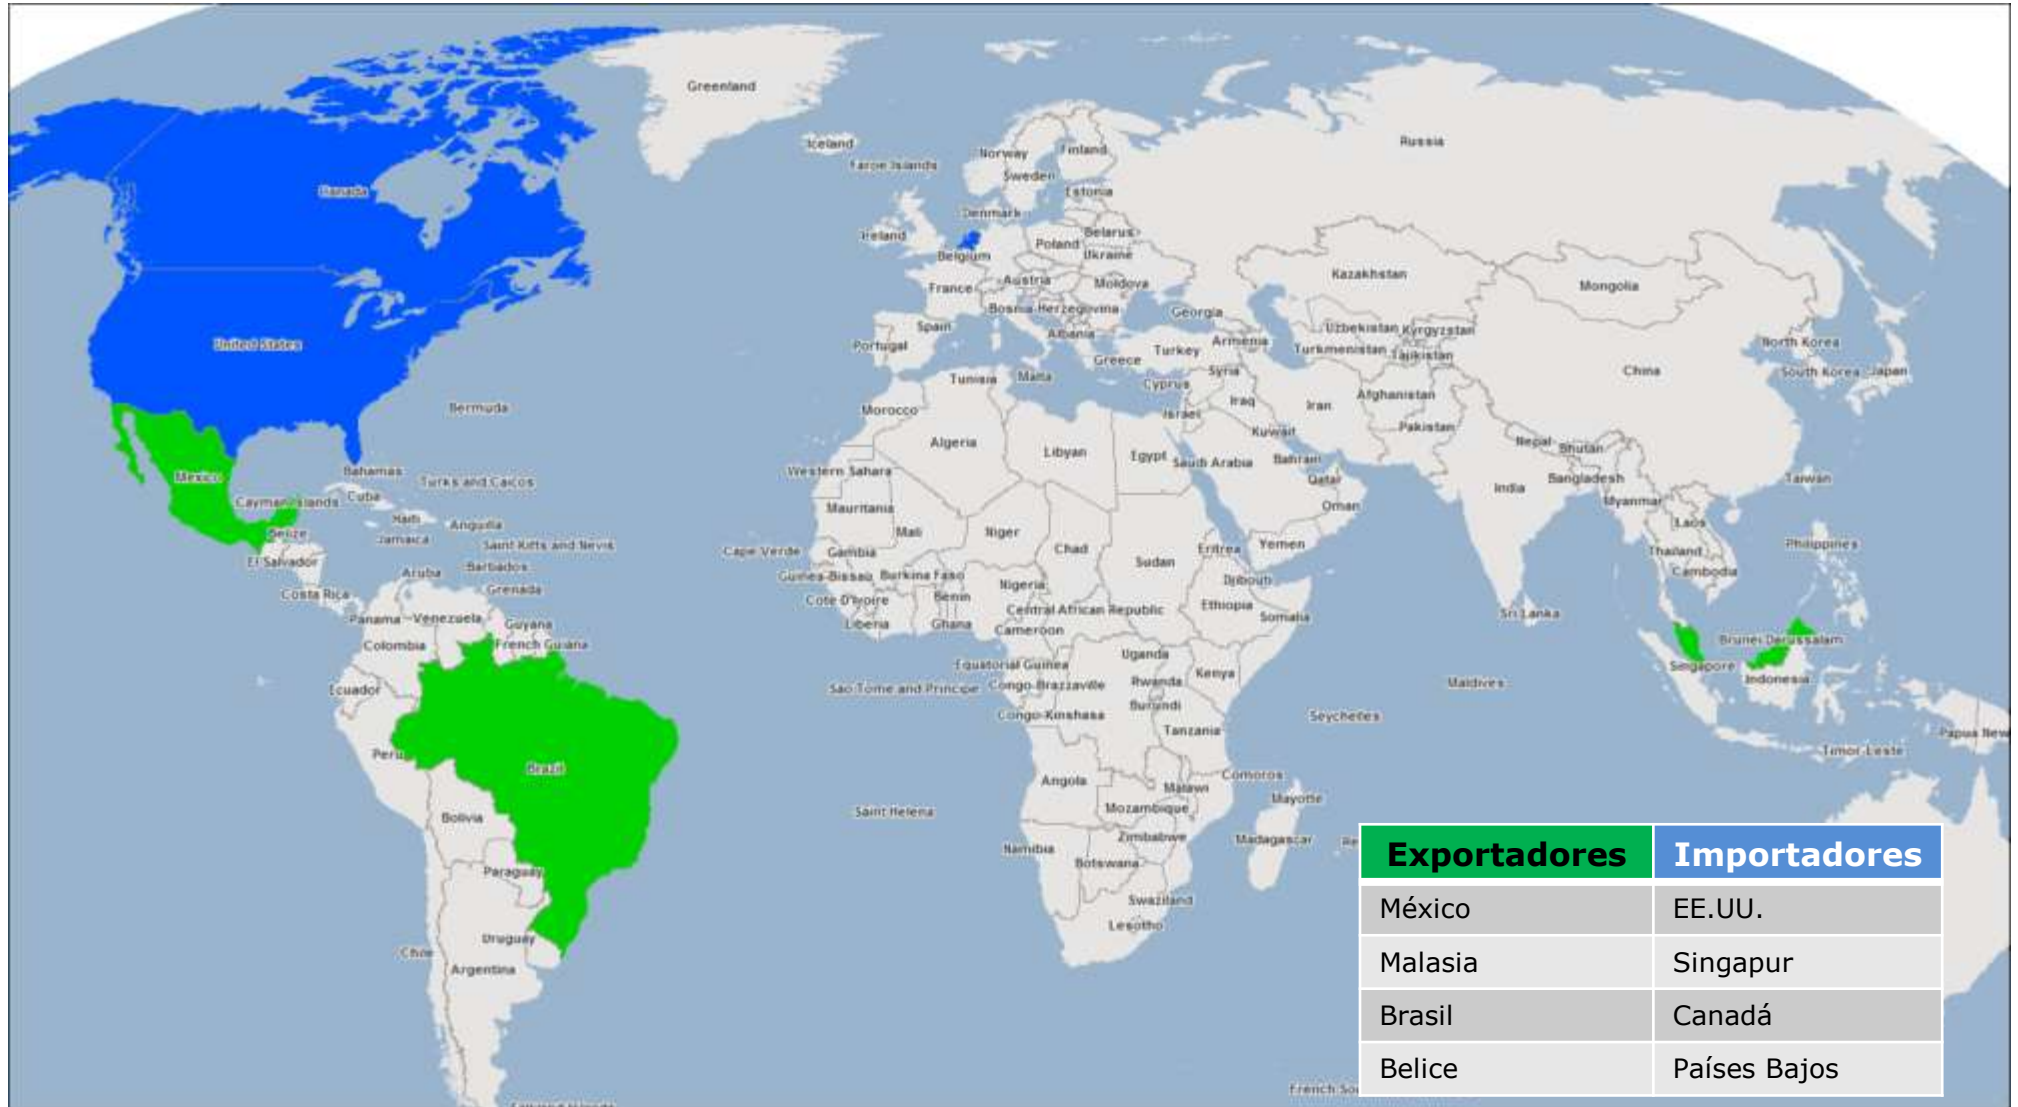 Greenland
Russia
Iceland
Faroe Islands
Norway
Finland
Sweden
Canada
Estonia
Denmark
Ireland
Belarus
Poland
Belgium
Ukraine
Austria
Kazakhstan
France
Moldova
Mongolia
Bosnia-Herzegovina
Georgia
Spain
Albania
Uzbekistan
Kyrgyzstan
United States
Portugal
Greece
Turkey
Armenia
Turkmenistan
Tajikistan
North Korea
Tunisia
Malta
Cyprus
Syria
China
South Korea
Japan
Bermuda
Morocco
Israel
Iraq
Iran
Afghanistan
Algeria
Libyan
Egypt
Kuwait
Pakistan
Nepal
Bhutan
Mexico
Bahamas
Turks and Caicos
Western Sahara
Saudi Arabia
Bahrain
Qatar
India
Bangladesh
Taiwan
Cayman Islands
Cuba
Mauritania
Oman
Myanmar
Haiti
Anguilla
Laos
Belize
Jamaica
Saint Kitts and Nevis
Cape Verde
Gambia
Mali
Niger
Chad
Sudan
Eritrea
Yemen
Thailand
Philippines
El Salvador
Aruba
Barbados
Guinea-Bissau
Burkina Faso
Nigeria
Djibouti
Cambodia
Costa Rica
Grenada
Cote D'Ivoire
Benin
Central African Republic
Ethiopia
Somalia
Sri Lanka
Panama
Venezuela
Guyana
Liberia
Ghana
Cameroon
Colombia
French Guiana
Uganda
Brunei Darussalam
Equatorial Guinea
Kenya
Singapore
Ecuador
Sao Tome and Principe
Congo-Brazzaville
Rwanda
Maldives
Indonesia
Burundi
Congo-Kinshasa
Seychelles
Tanzania
Papua New
Peru
Brazil
Timor-Leste
Angola
Comoros
Malawi
Mayotte
Bolivia
Saint Helena
Mozambique
Zimbabwe
Madagascar
Namibia
Botswana
Paraguay
Swaziland
Lesotho
Uruguay
Chile
Argentina
Exportadores Importadores
México EE.UU.
Malasia Singapur
Brasil Canadá
Belice Países Bajos